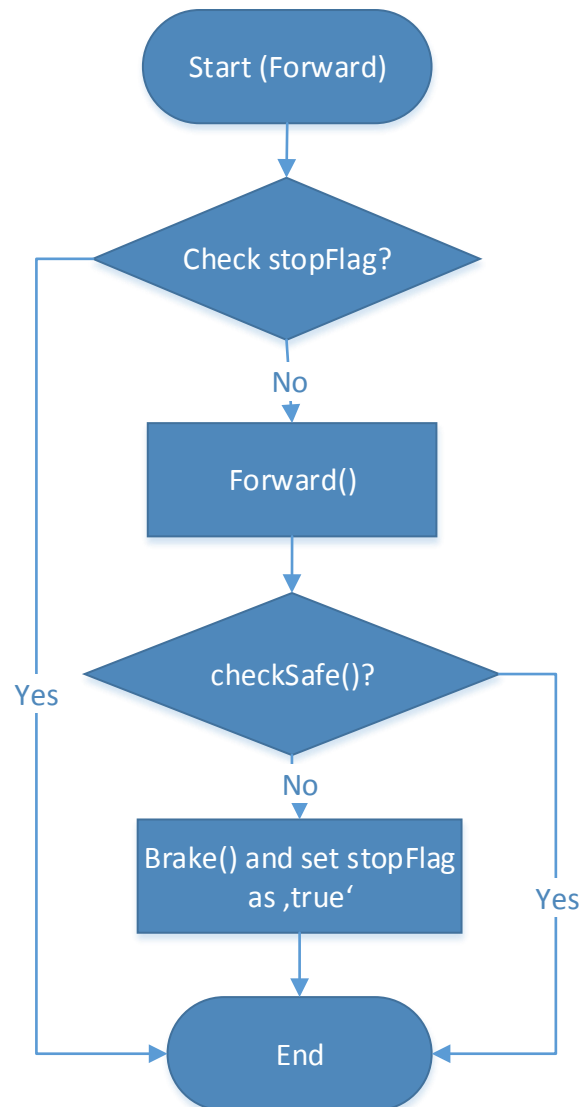 Start (Forward)
Check stopFlag?
No
Forward()
checkSafe()?
Yes
No
Brake() and set stopFlag
as ‚true‘
Yes
End